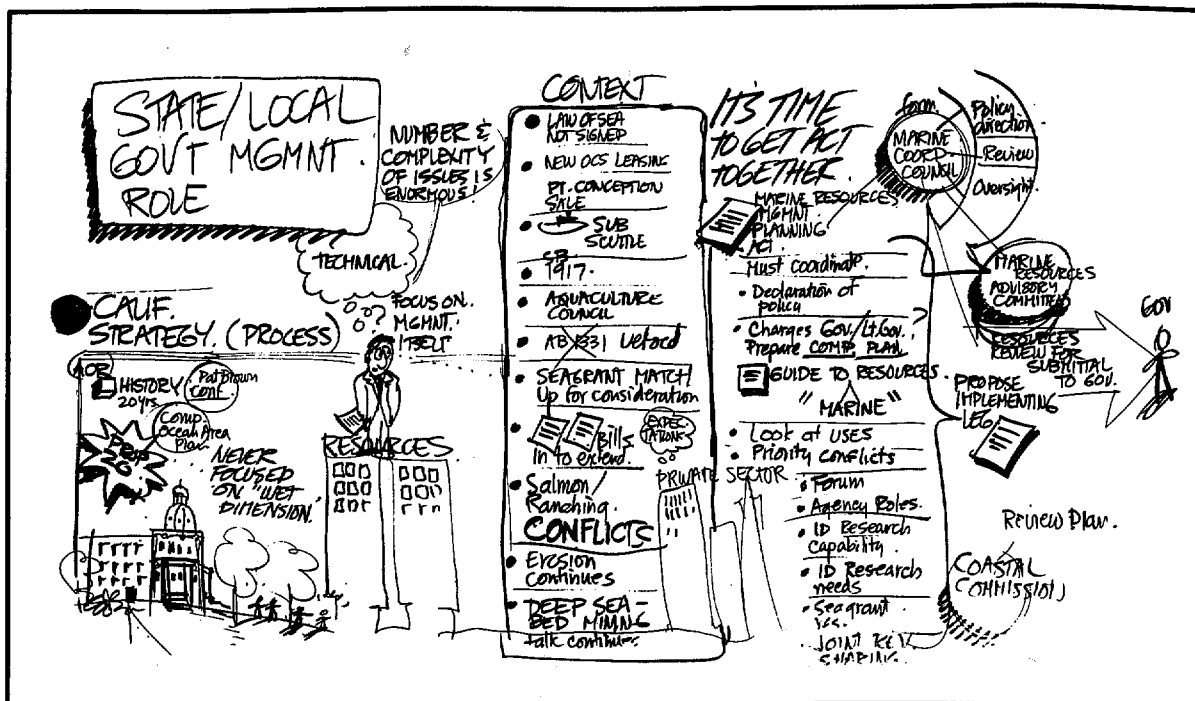 STATE/LOCAL
GOVT MGMNT.
ROLE
NUMBER &
COMPLEXITY
OF ISSUES IS
ENORMOUS!
TECHNICAL.
FOCUS ON
MGMNT.
ITSELF
CALIF.
STRATEGY. (PROCESS)
ACR
HISTORY
20 yrs.
Pat Brown
Conf.
Comp.
Ocean Area
Plan
PROP
20
NEVER
FOCUSED
ON "WET
DIMENSION.
RESOURCES
CONTEXT
LAW OF SEA
NOT SIGNED
NEW OCS LEASING
PT. CONCEPTION
SALE
SUB
SCUTTLE
SB
1917.
AQUACULTURE
COUNCIL
AB 1331 Vetoed
SEAGRANT MATCH/
Up for consideration
Bills
In to extend.
Salmon/
Ranching.
CONFLICTS
EROSION
Continues
DEEP SEA-
BED MINING
talk continues
EXPEC-
TATIONS
PRIVATE SECTOR
IT'S TIME
TO GET ACT
TOGETHER.
MARINE RESOURCES
MGMNT.
PLANNING
ACT.
Must coordinate.
Declaration of
policy
Charges Gov./Lt. Gov.?
Prepare COMP. PLAN
GUIDE TO RESOURCES.
"MARINE"
Look at USES
Priority conflicts
Forum
Agency Roles.
ID Research
Capability.
ID Research
needs
Seagrant
JOINT REV.
SHARING.
form
MARINE
COORD
COUNCIL
Policy
direction
Review
Oversight.
MARINE
RESOURCES
ADVISORY
COMMITTEE
RESOURCES
REVIEW FOR
SUBMITTAL
TO GOV.
GOV
PROPOSE
IMPLEMENTING
LEG
Review Plan.
COASTAL
COMMISSION